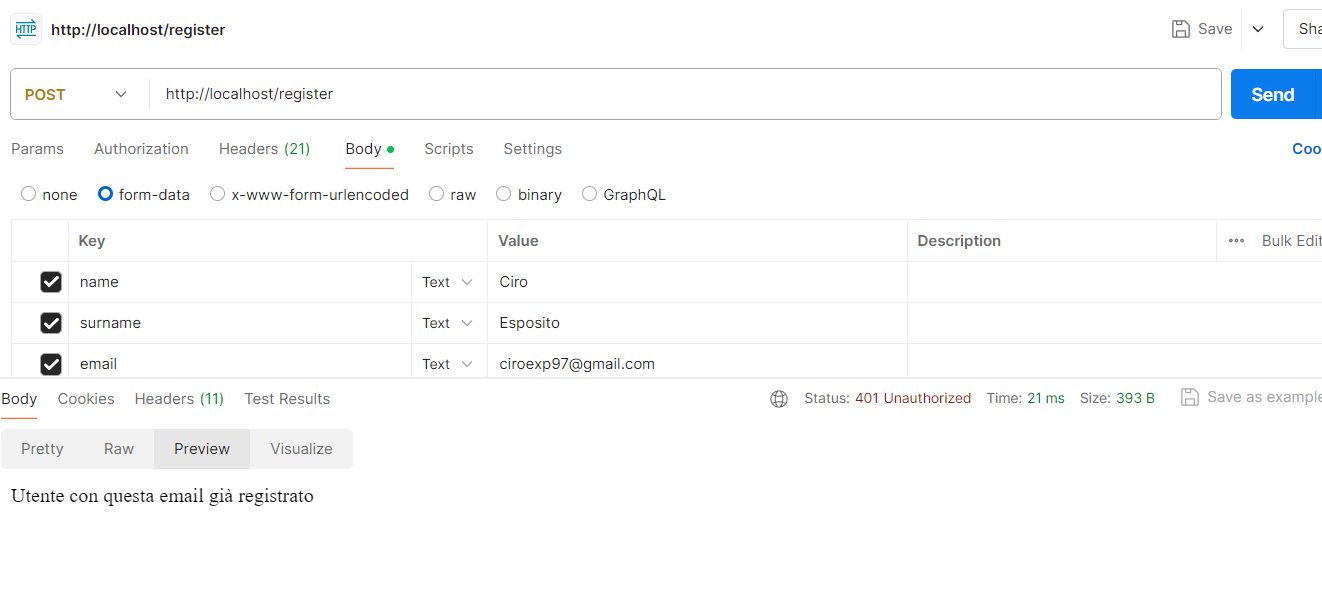 HTTP http://localhost/register Save Sha
POST http://localhost/register Send
Params Authorization Headers (21) Body Scripts Settings Coo
none form-data x-www-form-urlencoded raw binary GraphQL
Key Value Description Bulk Edit
name Text Ciro
surname Text Esposito
email Text ciroexp97@gmail.com
Body Cookies Headers (11) Test Results Status: 401 Unauthorized Time: 21 ms Size: 393 B Save as example
Pretty Raw Preview Visualize
Utente con questa email già registrato